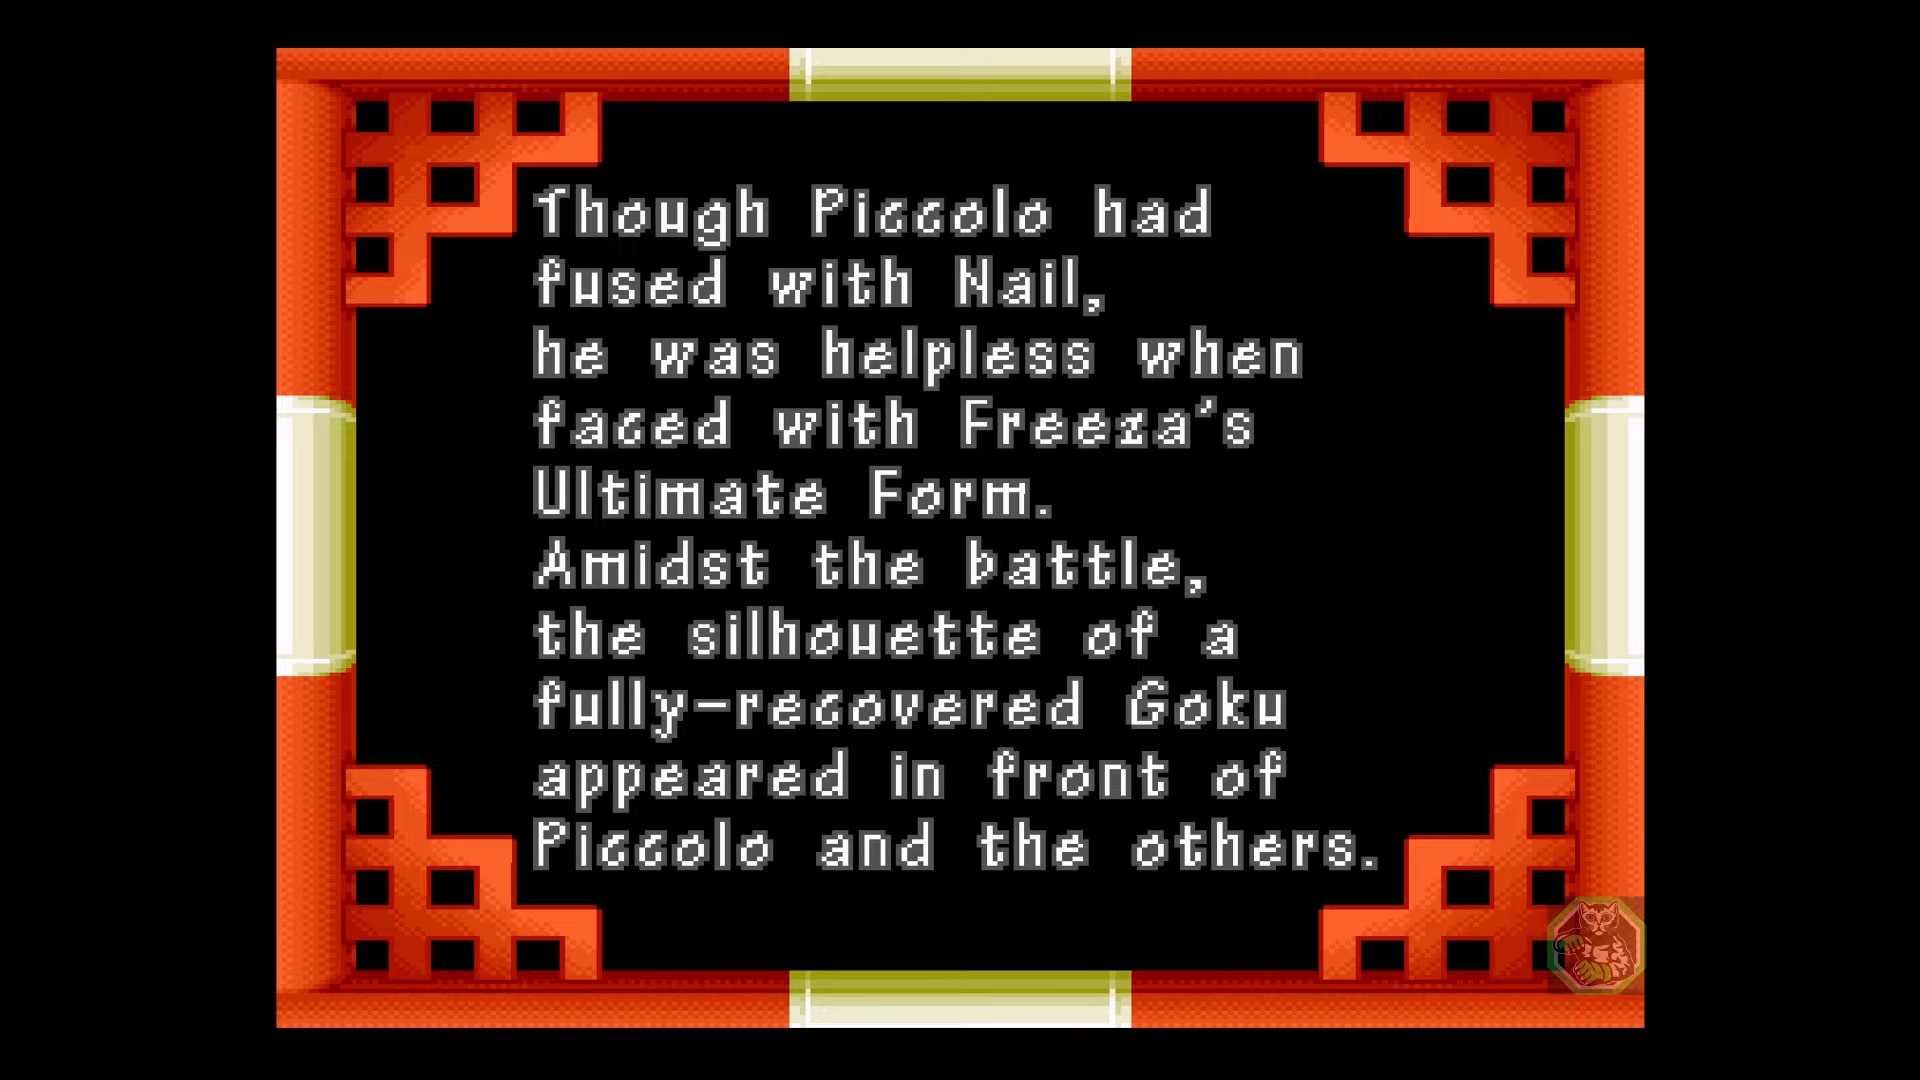 Though Piccolo had
fused with Nail,
he was helpless when
faced with Freeza's
Ultimate Form.
Amidst the battle,
the silhouette of a
fully-recovered Goku
appeared in front of
Piccolo and the others.